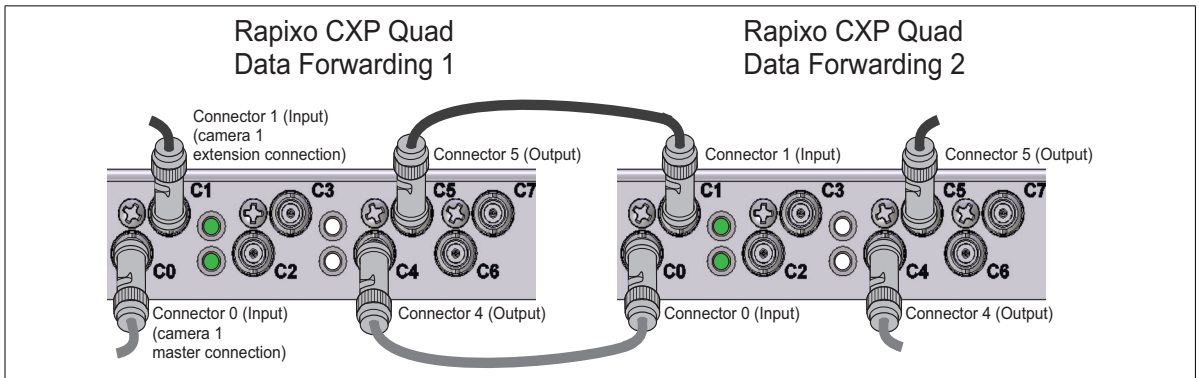 Rapixo CXP Quad
Data Forwarding 1
Rapixo CXP Quad
Data Forwarding 2
Connector 1 (Input)
(camera 1
extension connection)
Connector 5 (Output)
Connector 1 (Input)
Connector 5 (Output)
C1
C3
C5
C7
C1
C3
C5
C7
C0
C2
C4
C6
C0
C2
C4
C6
Connector 0 (Input)
(camera 1
master connection)
Connector 4 (Output)
Connector 0 (Input)
Connector 4 (Output)